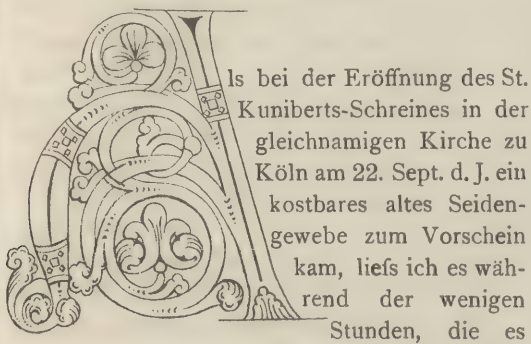 Als bei der Eröffnung des St.
Kuniberts-Schreines in der
gleichnamigen Kirche zu
Köln am 22. Sept. d. J. ein
kostbares altes Seiden-
gewebe zum Vorschein
kam, liefs ich es wäh-
rend der wenigen
Stunden, die es